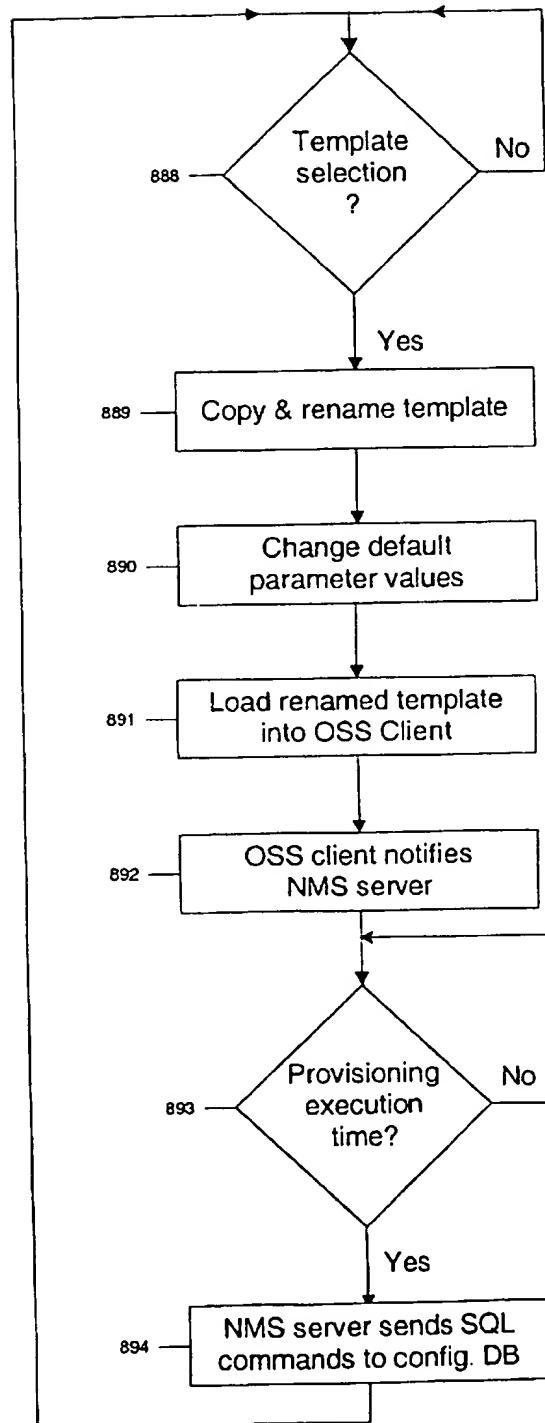 Template
selection
?
No
888
Yes
889
Copy & rename template
890
Change default
parameter values
891
Load renamed template
into OSS Client
892
OSS client notifies
NMS server
893
Provisioning
execution
time?
No
Yes
894
NMS server sends SQL
commands to config. DB